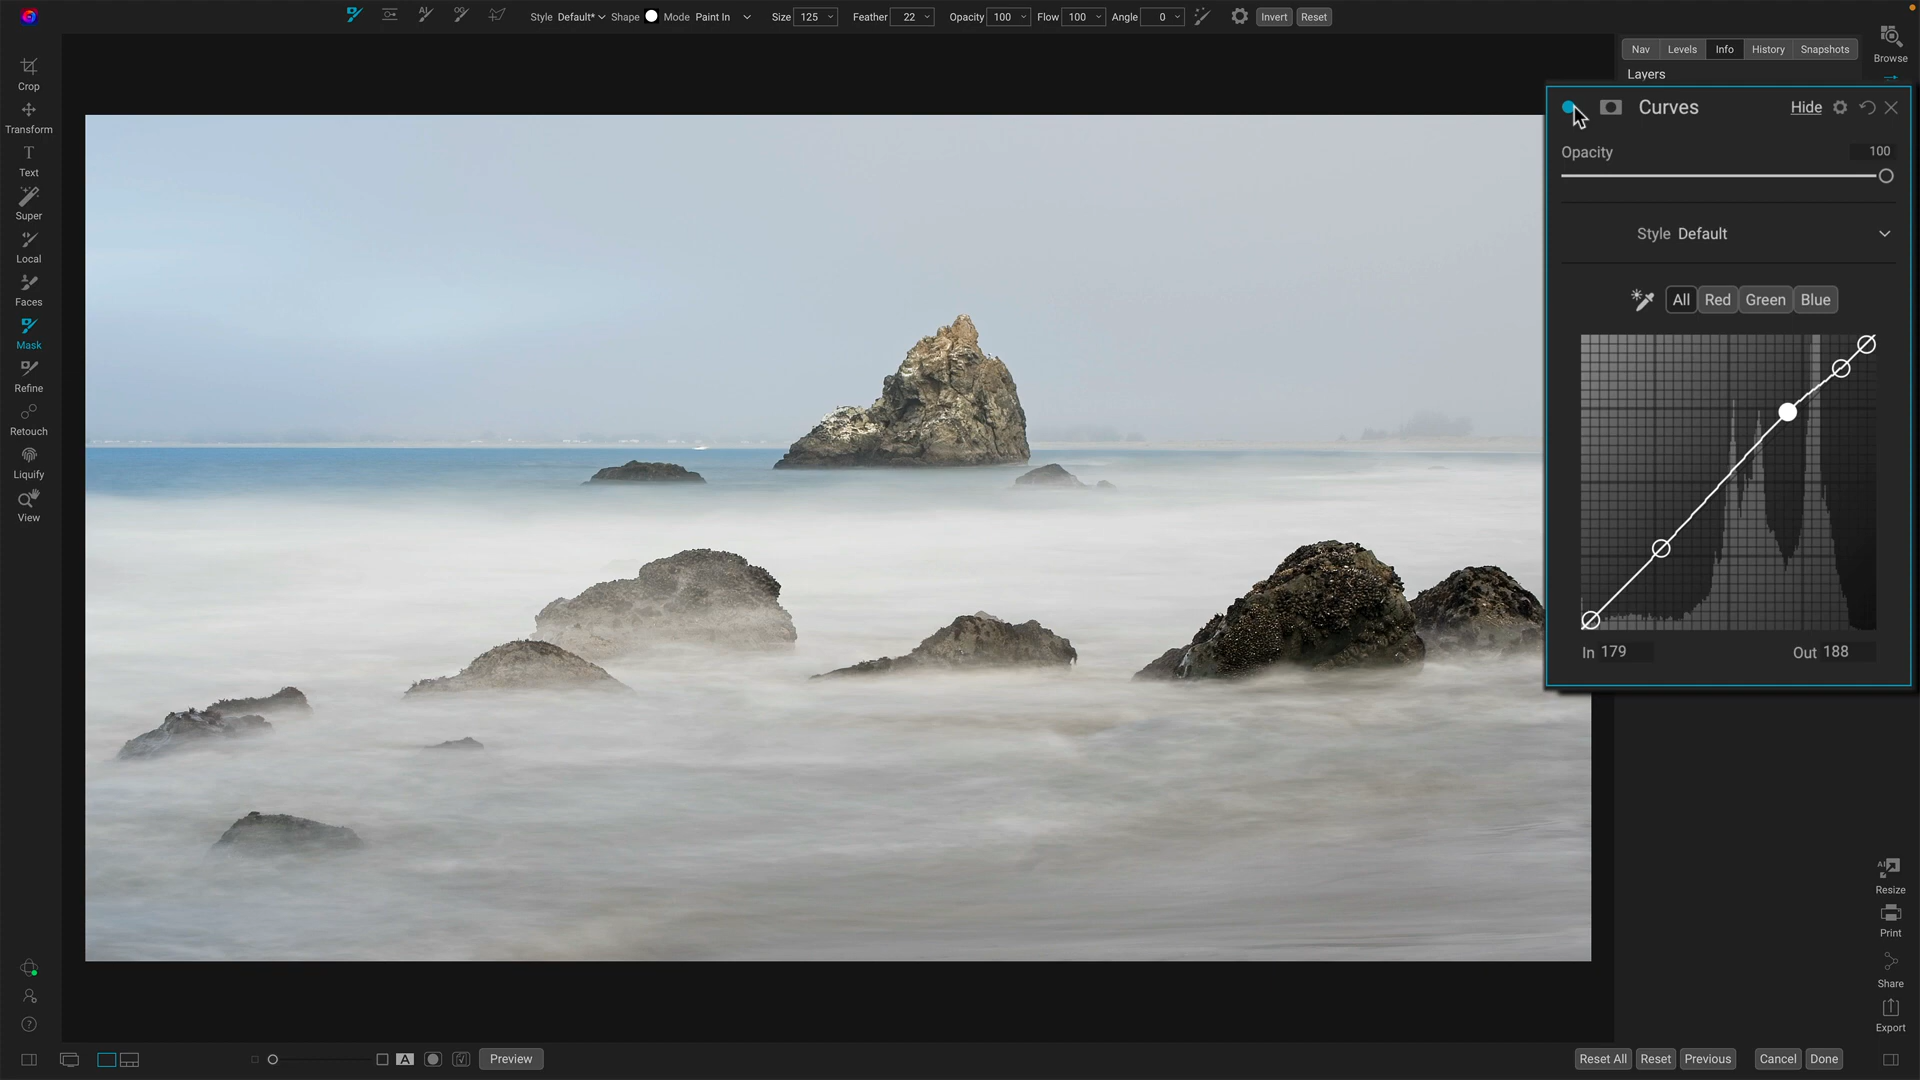 Style Default* Shape Mode Paint In Size 125 Feather 22 Opacity 100 Flow 100 Angle 0 Invert Reset
Nav Levels Info History Snapshots
Browse
Layers
Crop
Transform
Text
Super
Local
Faces
Mask
Refine
Retouch
Liquify
View
Curves Hide
Opacity 100
Style Default
All Red Green Blue
In 179 Out 188
AI
Resize
Print
Share
Export
A Preview Reset All Reset Previous Cancel Done